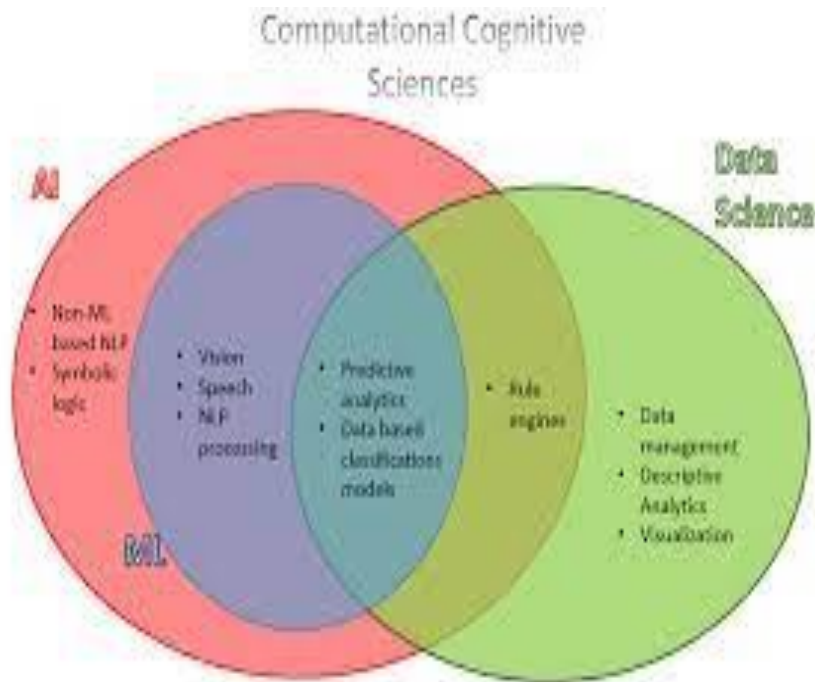 Computational Cognitive
Sciences
AI
Data
Science
• Non-ML
based NLP
• Symbolic
logic
• Vision
• Speech
• NLP
processing
• Predictive
analytics
• Data based
classifications
models
• Rule
engines
• Data
management
• Descriptive
Analytics
• Visualization
ML